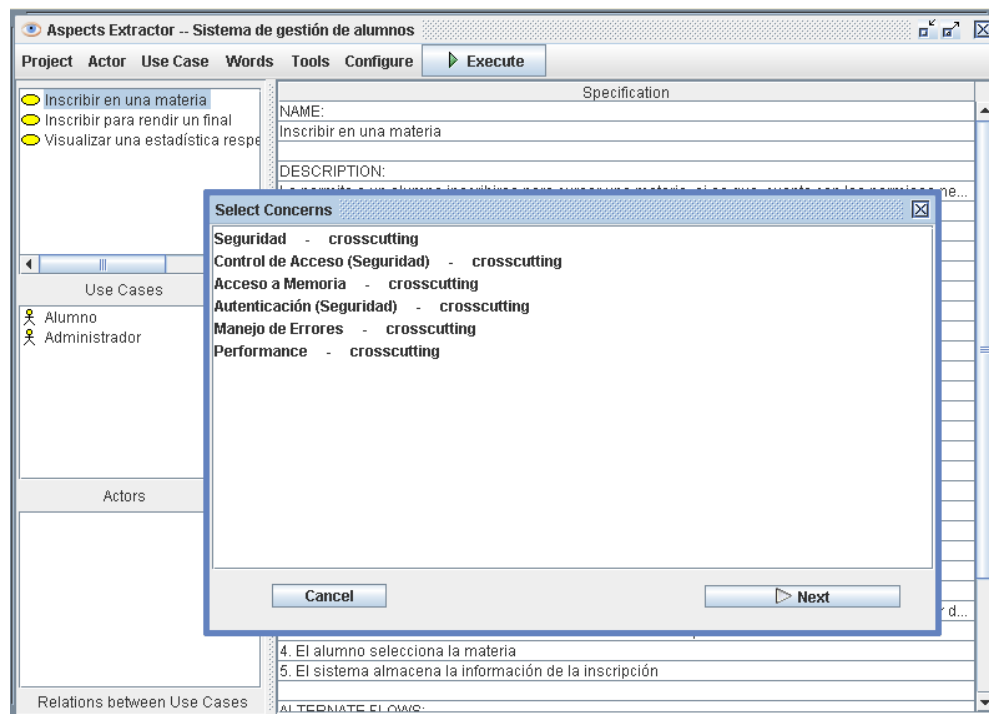 Aspects Extractor -- Sistema de gestión de alumnos
Project Actor Use Case Words Tools Configure Execute
Inscribir en una materia
Inscribir para rendir un final
Visualizar una estadística respe
Use Cases
Alumno
Administrador
Actors
Relations between Use Cases
Specification
NAME:
Inscribir en una materia
DESCRIPTION:
ne...
Select Concerns
Seguridad - crosscutting
Control de Acceso (Seguridad) - crosscutting
Acceso a Memoria - crosscutting
Autenticación (Seguridad) - crosscutting
Manejo de Errores - crosscutting
Performance - crosscutting
Cancel
Next
r d...
4. El alumno selecciona la materia
5. El sistema almacena la información de la inscripción
ALTERNATE FLOWS: